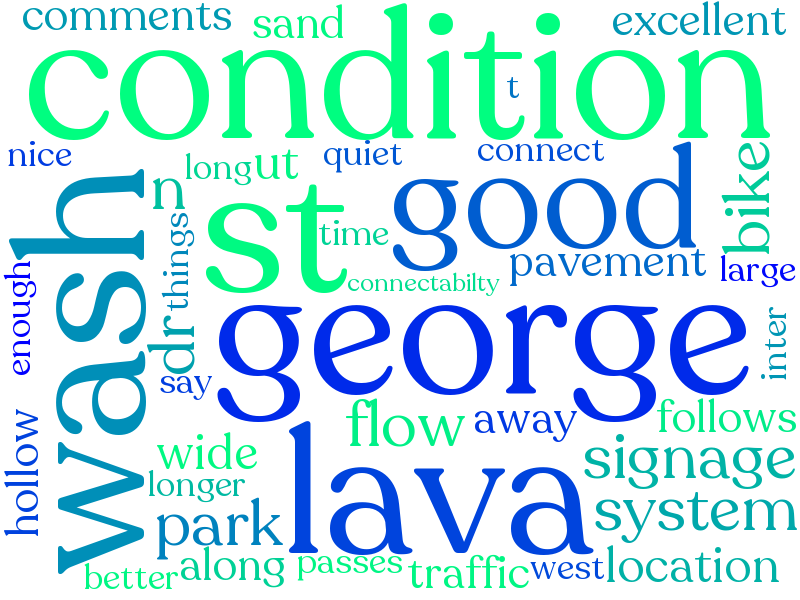 comments
sand
excellent
condition
t
nice
long
ut
quiet
connect
good
bike
wash
n
st
time
things
pavement
large
connectabilty
enough
dr
george
inter
say
flow
away
follows
hollow
wide
lava
signage
longer
park
system
better
along
passes
traffic
west
location